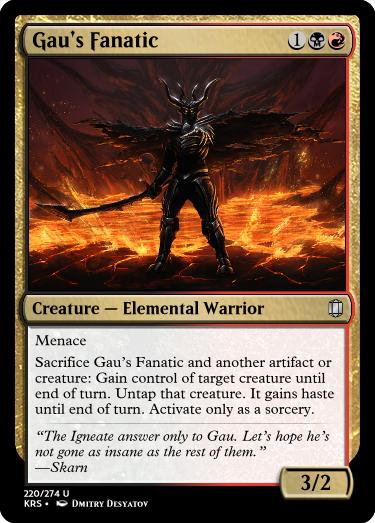 Gau's Fanatic 1
Creature — Elemental Warrior
Menace
Sacrifice Gau's Fanatic and another artifact or
creature: Gain control of target creature until
end of turn. Untap that creature. It gains haste
until end of turn. Activate only as a sorcery.
"The Igneate answer only to Gau. Let's hope he's
not gone as insane as the rest of them."
—Skarn
3/2
220/274 U
KRS • Dmitry Desyatov